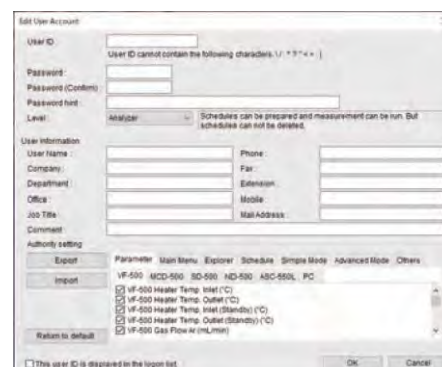 Edit User Account
User ID :
User ID cannot contain the following characters. \ / : * ? " < > |
Password :
Password (Confirm) :
Password hint :
Level : Analyzer Schedules can be prepared and measurement can be run. But
schedules can not be deleted.
User Information
User Name : Phone :
Company : Fax :
Department : Extension :
Office : Mobile :
Job Title : Mail Address :
Comment :
Authority setting
Export Parameter Main Menu Explorer Schedule Simple Mode Advanced Mode Others
Import VF-500 MCD-500 SD-500 ND-500 ASC-550L PC
VF-500 Heater Temp. Inlet (°C)
VF-500 Heater Temp. Outlet (°C)
VF-500 Heater Temp. Inlet (Standby) (°C)
VF-500 Heater Temp. Outlet (Standby) (°C)
Return to default VF-500 Gas Flow Ar (mL/min)
This user ID is displayed in the logon list. OK Cancel